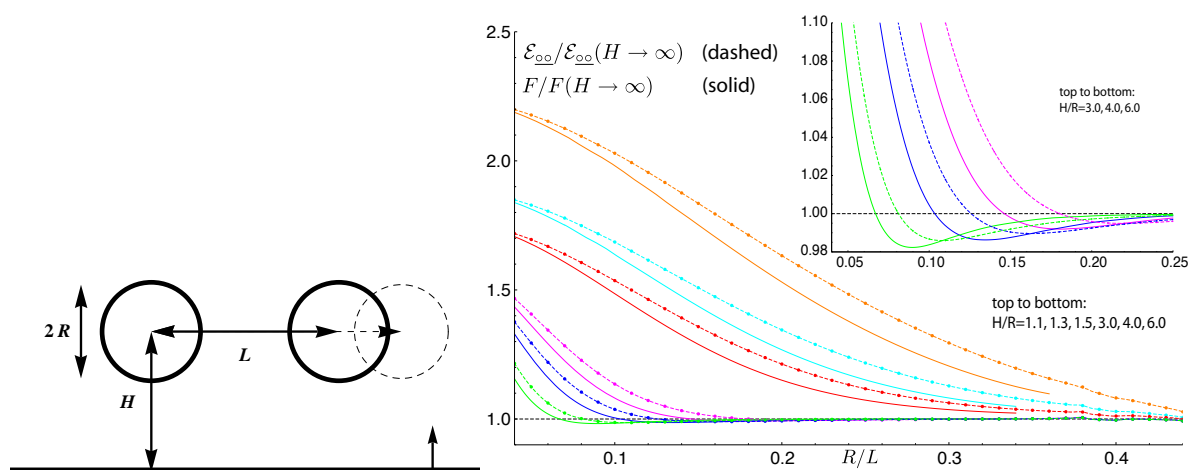 2 R
L
H
2.5
2.0
1.5
1.0
0.1
0.2
0.3
0.4
R/L
ℰ_o͟o͟/ℰ_o͟o͟(H → ∞) (dashed)
F/F(H → ∞) (solid)
top to bottom:
H/R=1.1, 1.3, 1.5, 3.0, 4.0, 6.0
1.10
1.08
1.06
1.04
1.02
1.00
0.98
0.05
0.10
0.15
0.20
0.25
top to bottom:
H/R=3.0, 4.0, 6.0